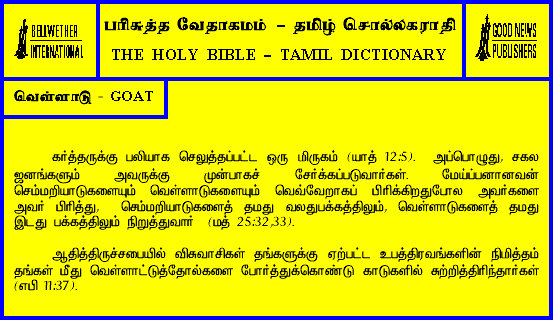 BELLWETHER
INTERNATIONAL
பரிசுத்த வேதாகமம் – தமிழ் சொல்லகராதி
THE HOLY BIBLE – TAMIL DICTIONARY
GOOD NEWS
PUBLISHERS
வெள்ளாடு - GOAT
கர்த்தருக்கு பலியாக செலுத்தப்பட்ட ஒரு மிருகம் (யாத் 12:5). அப்பொழுது, சகல
ஜனங்களும் அவருக்கு முன்பாகச் சேர்க்கப்படுவார்கள். மேய்ப்பனானவன்
செம்மறியாடுகளையும் வெள்ளாடுகளையும் வெவ்வேறாகப் பிரிக்கிறதுபோல அவர்களை
அவர் பிரித்து, செம்மறியாடுகளைத் தமது வலதுபக்கத்திலும், வெள்ளாடுகளைத் தமது
இடது பக்கத்திலும் நிறுத்துவார் (மத் 25:32,33).
ஆதித்திருச்சபையில் விசுவாசிகள் தங்களுக்கு ஏற்பட்ட உபத்திரவங்களின் நிமித்தம்
தங்கள் மீது வெள்ளாட்டுத்தோல்களை போர்த்துக்கொண்டு காடுகளில் சுற்றித்திரிந்தார்கள்
(எபி 11:37).